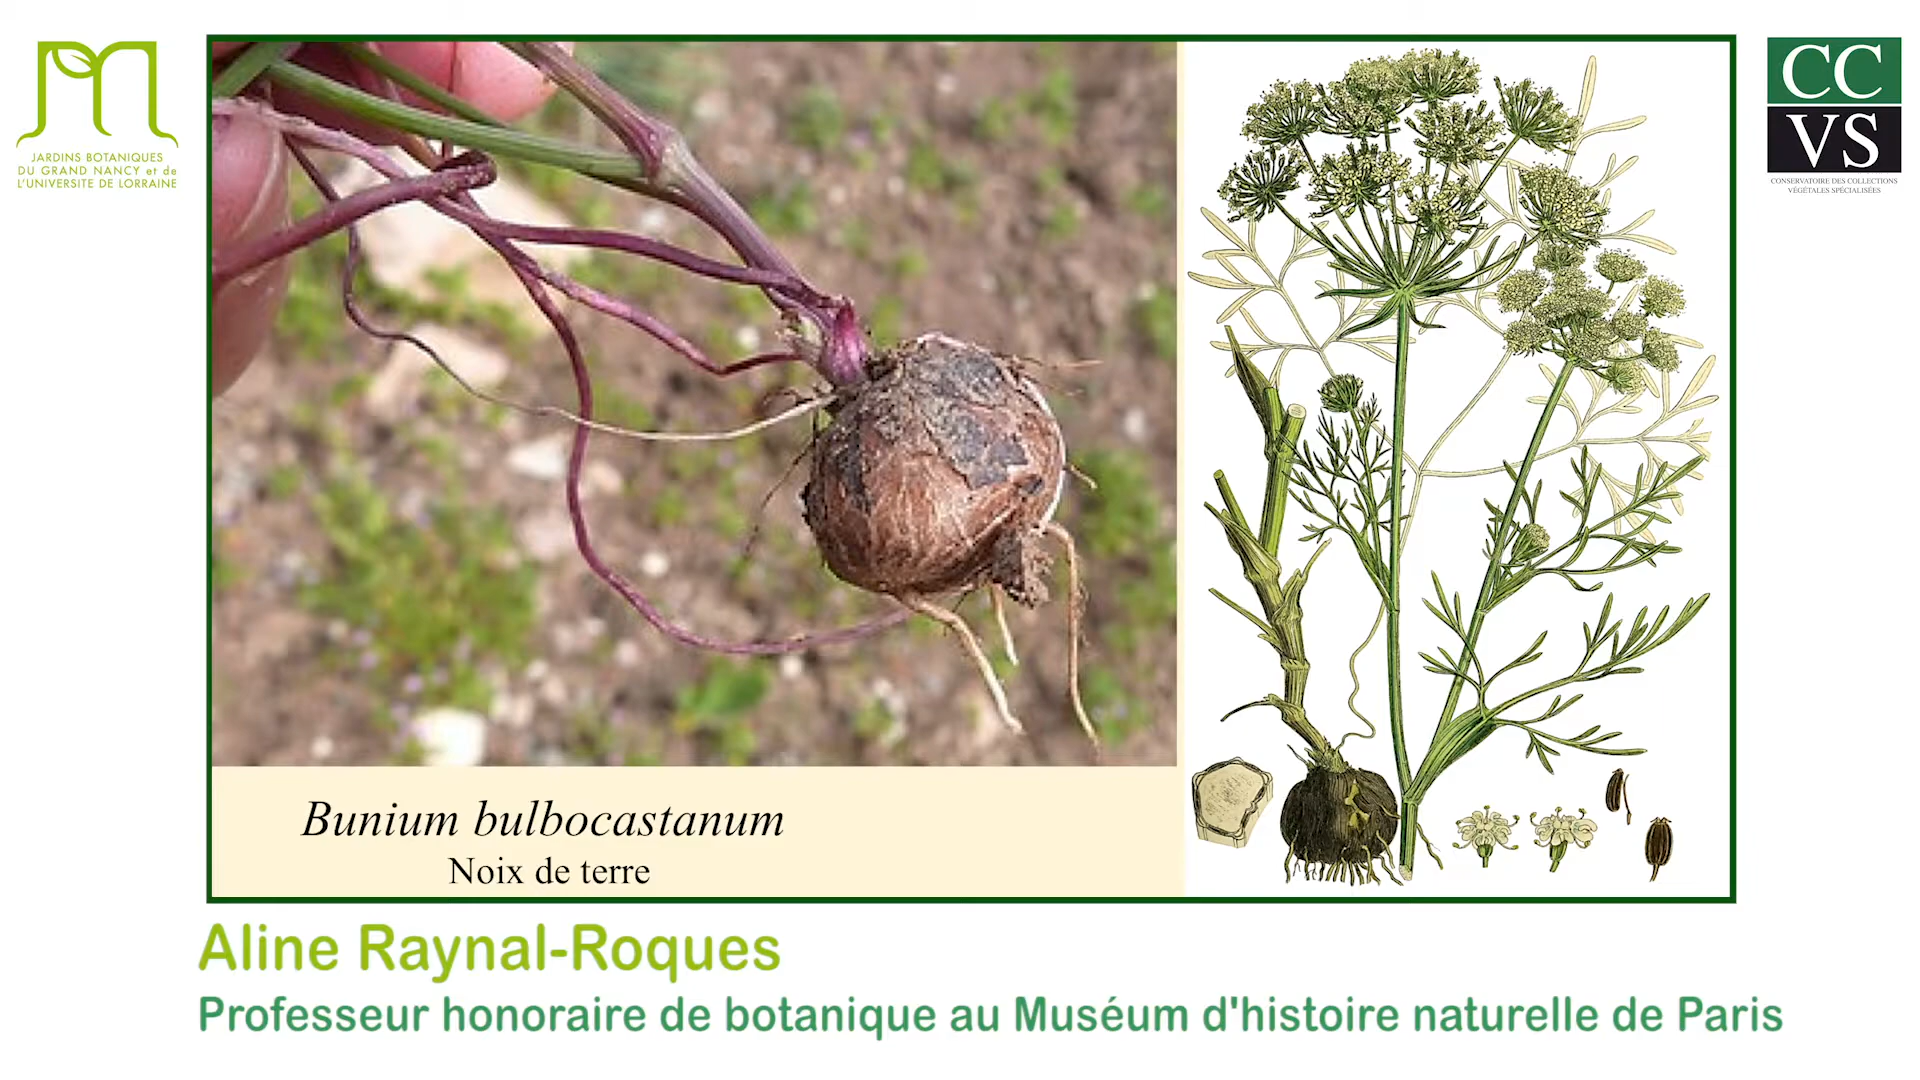 JARDINS BOTANIQUES
DU GRAND NANCY et de
L'UNIVERSITE DE LORRAINE
CC
VS
CONSERVATOIRE DES COLLECTIONS
VÉGÉTALES SPÉCIALISÉES
Bunium bulbocastanum
Noix de terre
Aline Raynal-Roques
Professeur honoraire de botanique au Muséum d'histoire naturelle de Paris